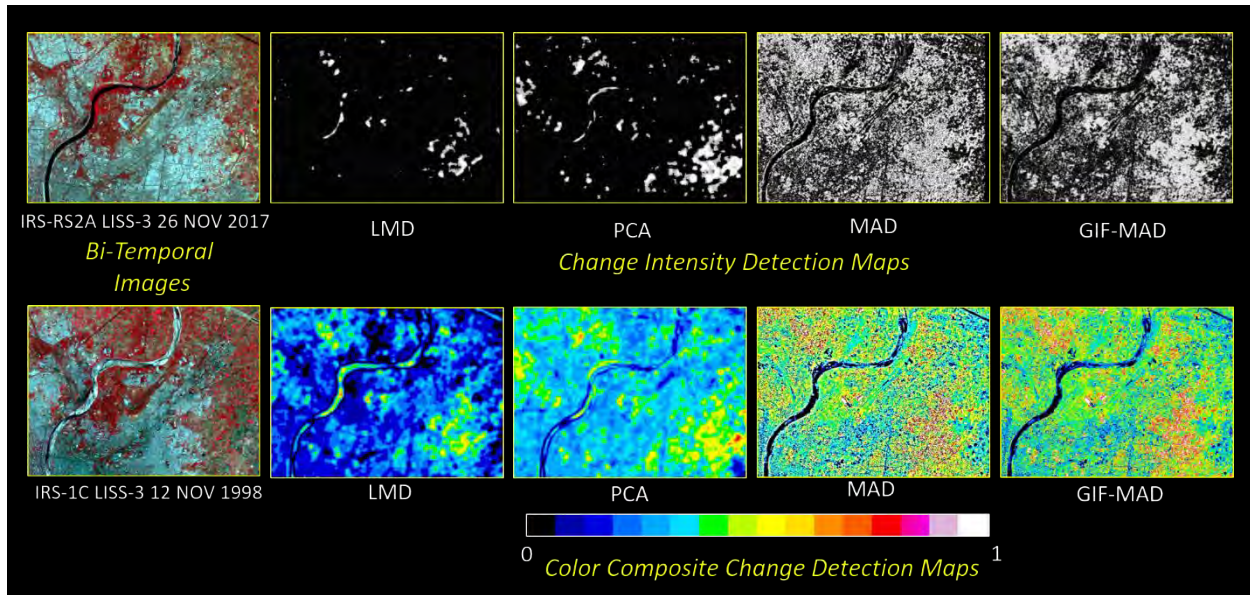 IRS-RS2A LISS-3 26 NOV 2017
LMD
PCA
MAD
GIF-MAD
Bi-Temporal
Images
Change Intensity Detection Maps
IRS-1C LISS-3 12 NOV 1998
LMD
PCA
MAD
GIF-MAD
0
1
Color Composite Change Detection Maps